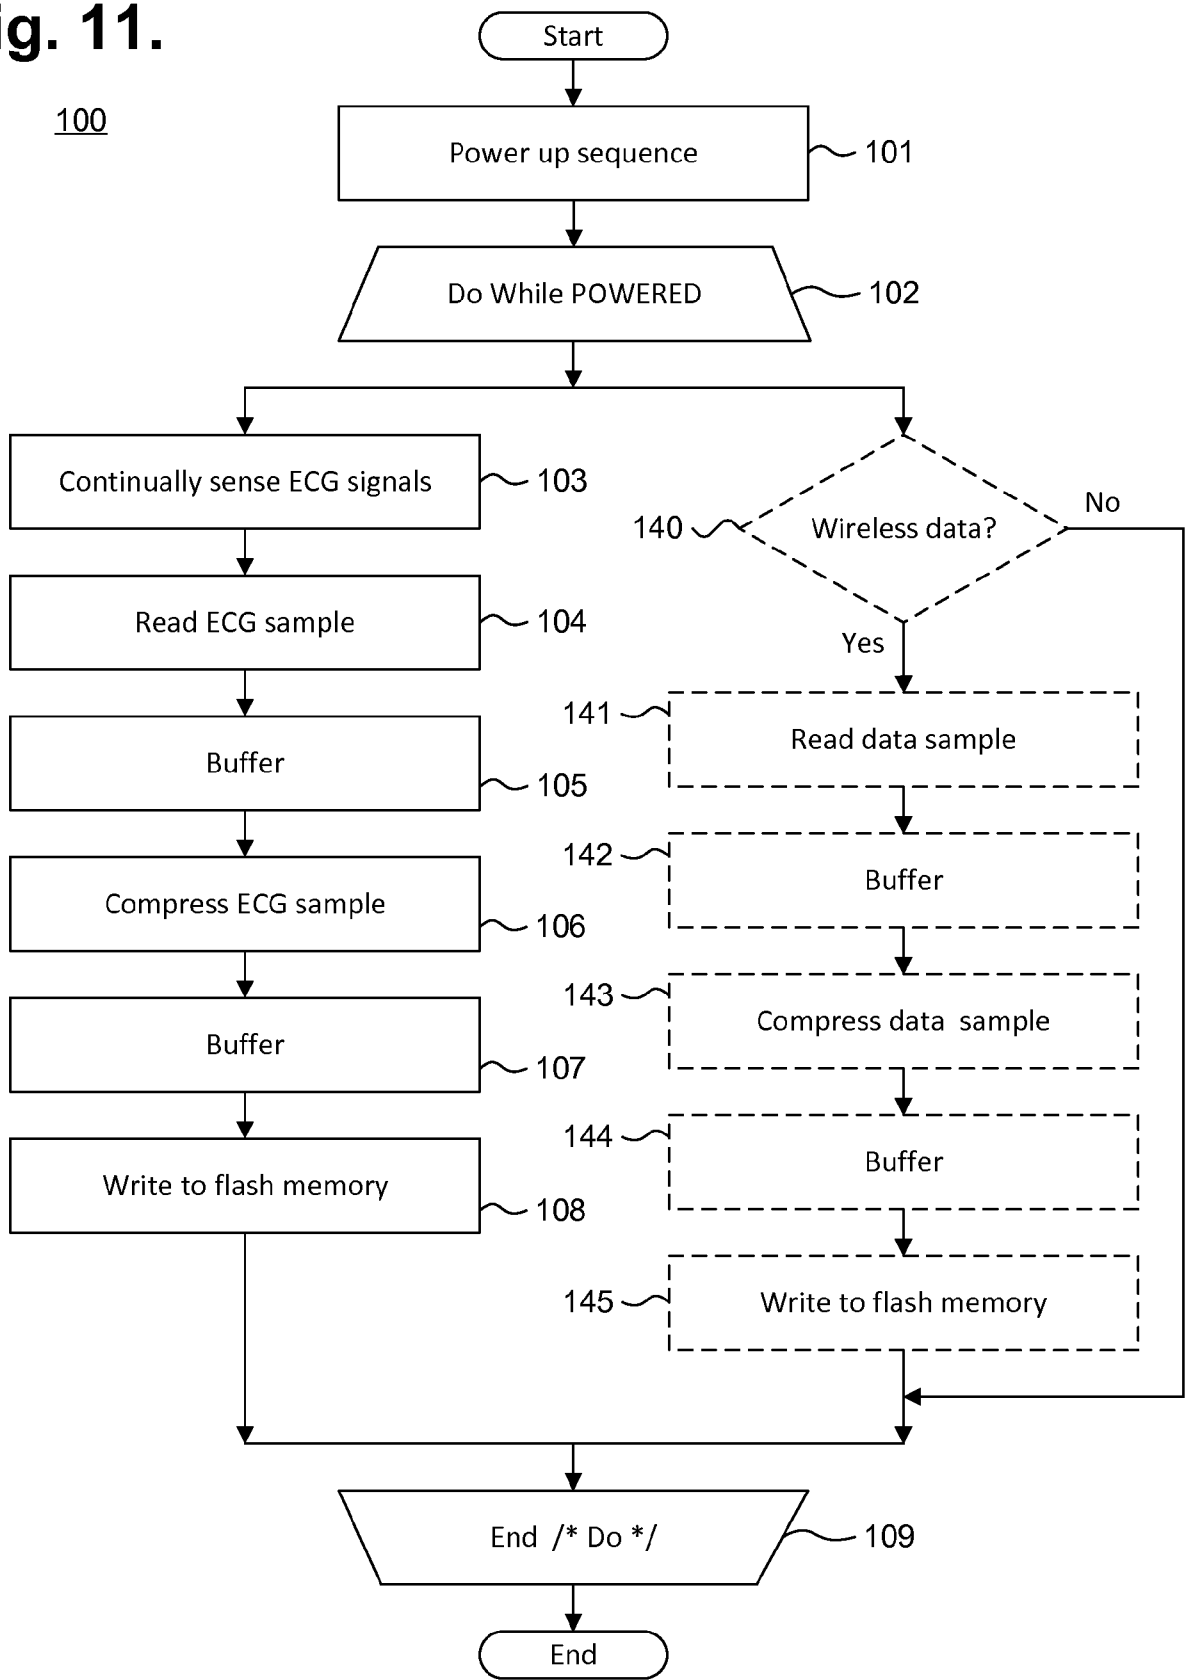 ig. 11.
100
Start
Power up sequence
101
Do While POWERED
102
Continually sense ECG signals
103
Read ECG sample
104
Buffer
105
Compress ECG sample
106
Buffer
107
Write to flash memory
108
140
Wireless data?
No
Yes
141
Read data sample
142
Buffer
143
Compress data sample
144
Buffer
145
Write to flash memory
End /* Do */
109
End